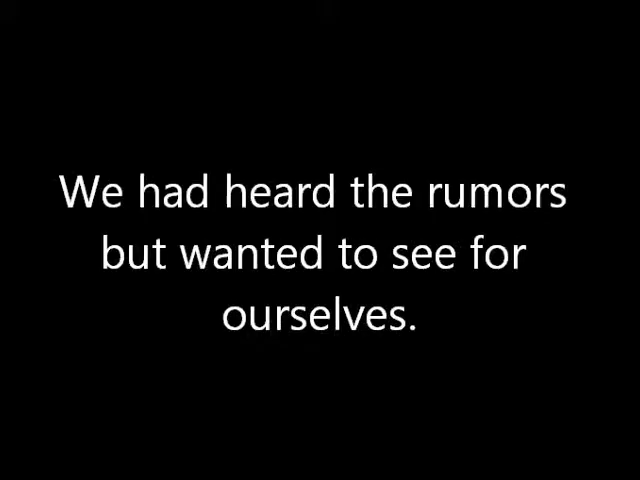 We had heard the rumors
but wanted to see for
ourselves.